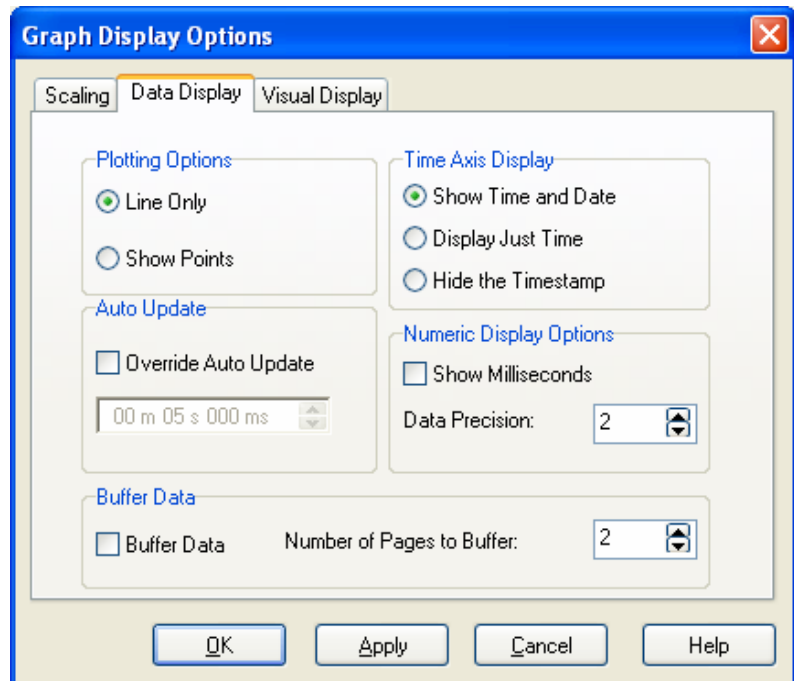 Graph Display Options
Scaling
Data Display
Visual Display
Plotting Options
Line Only
Show Points
Time Axis Display
Show Time and Date
Display Just Time
Hide the Timestamp
Auto Update
Override Auto Update
00 m 05 s 000 ms
Numeric Display Options
Show Milliseconds
Data Precision: 2
Buffer Data
Buffer Data
Number of Pages to Buffer: 2
OK
Apply
Cancel
Help